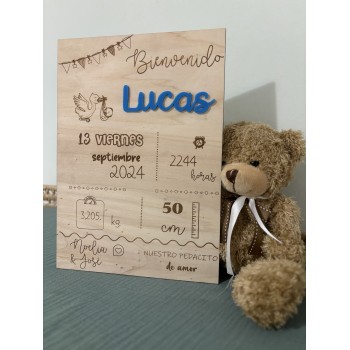 Bienvenido
Lucas
13 VIERNES
septiembre
2024
2244
horas
3,205 kg
50
cm
Noelia
& José
NUESTRO PEDACITO
de amor